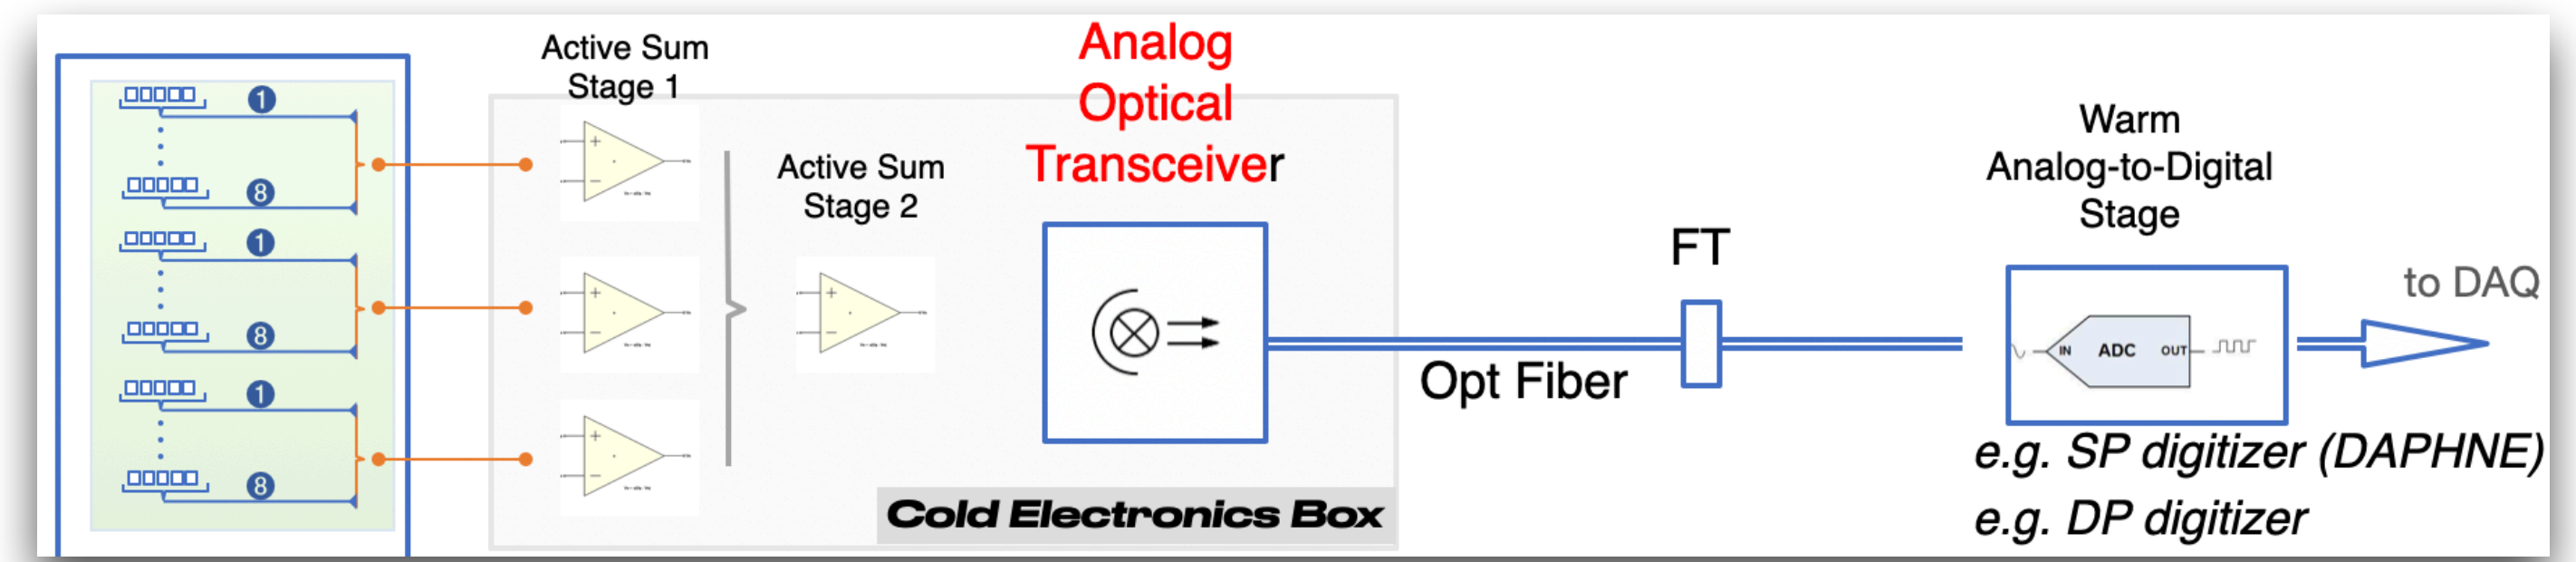 1
8
1
8
1
8
Active Sum
Stage 1
Active Sum
Stage 2
Analog
Optical
Transceiver
Cold Electronics Box
Opt Fiber
FT
Warm
Analog-to-Digital
Stage
IN ADC OUT
to DAQ
e.g. SP digitizer (DAPHNE)
e.g. DP digitizer